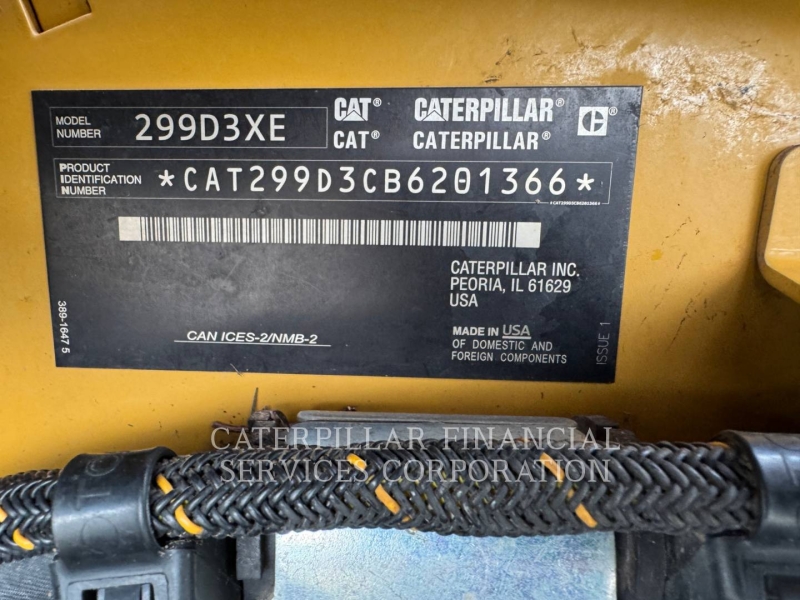 MODEL
NUMBER
299D3XE
CAT® CATERPILLAR®
CAT® CATERPILLAR®
PRODUCT
IDENTIFICATION
NUMBER
*CAT299D3CB6201366*
*CAT299D3CB6201366*
CATERPILLAR INC.
PEORIA, IL 61629
USA
389-1647 5
CAN ICES-2/NMB-2
MADE IN USA
OF DOMESTIC AND
FOREIGN COMPONENTS
ISSUE 1
CATERPILLAR FINANCIAL
SERVICES CORPORATION